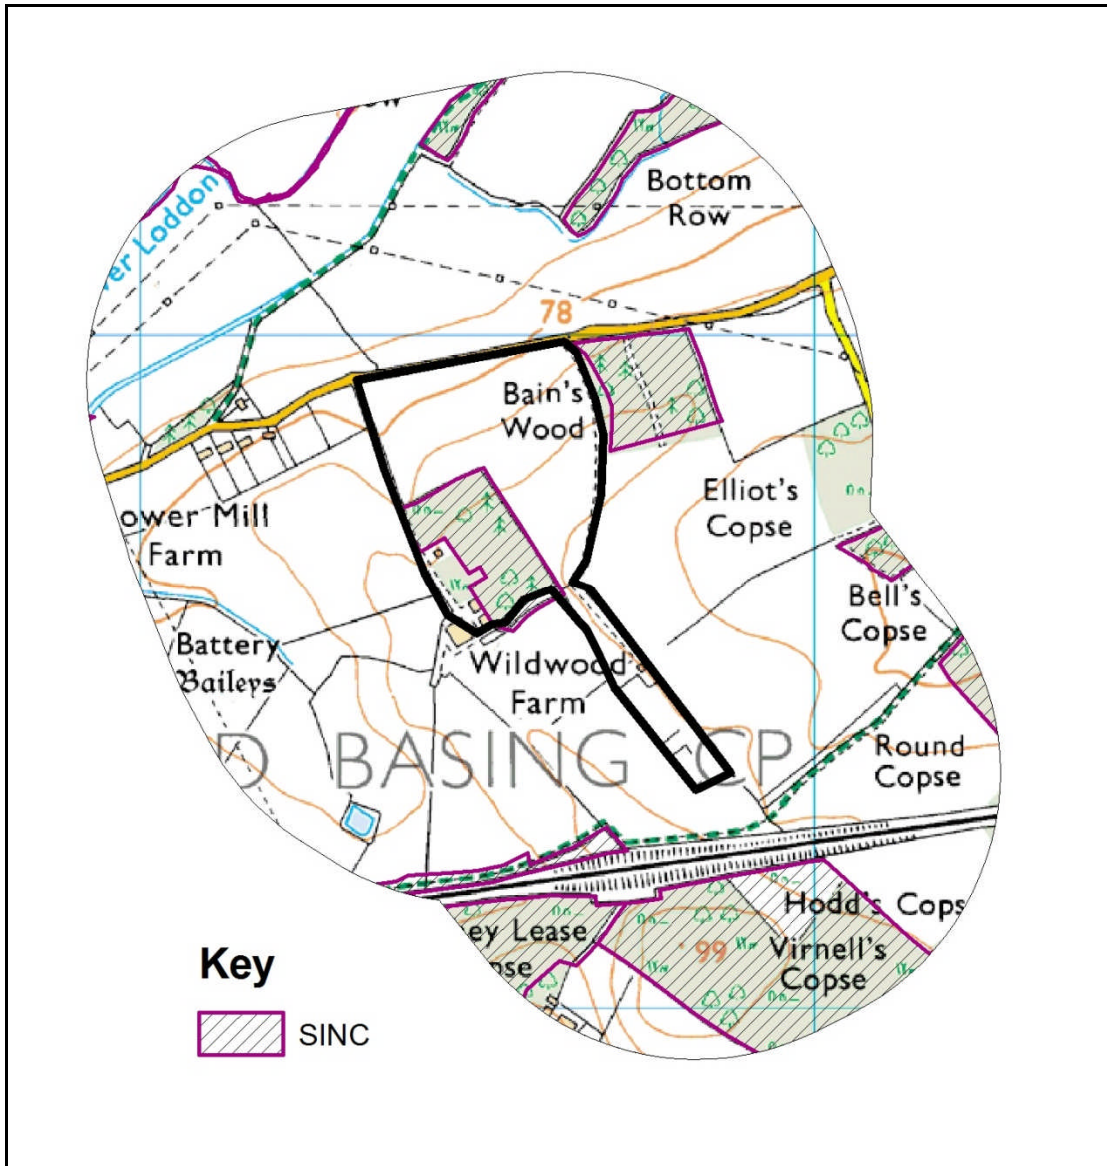 Bottom
Row
er Loddon
78
Bain's
Wood
Elliot's
Copse
ower Mill
Farm
Bell's
Copse
Battery
Baileys
Wildwood
Farm
D BASING CP
Round
Copse
Hodd's Cops
ey Lease
pse
99
Virnell's
Copse
Key
SINC